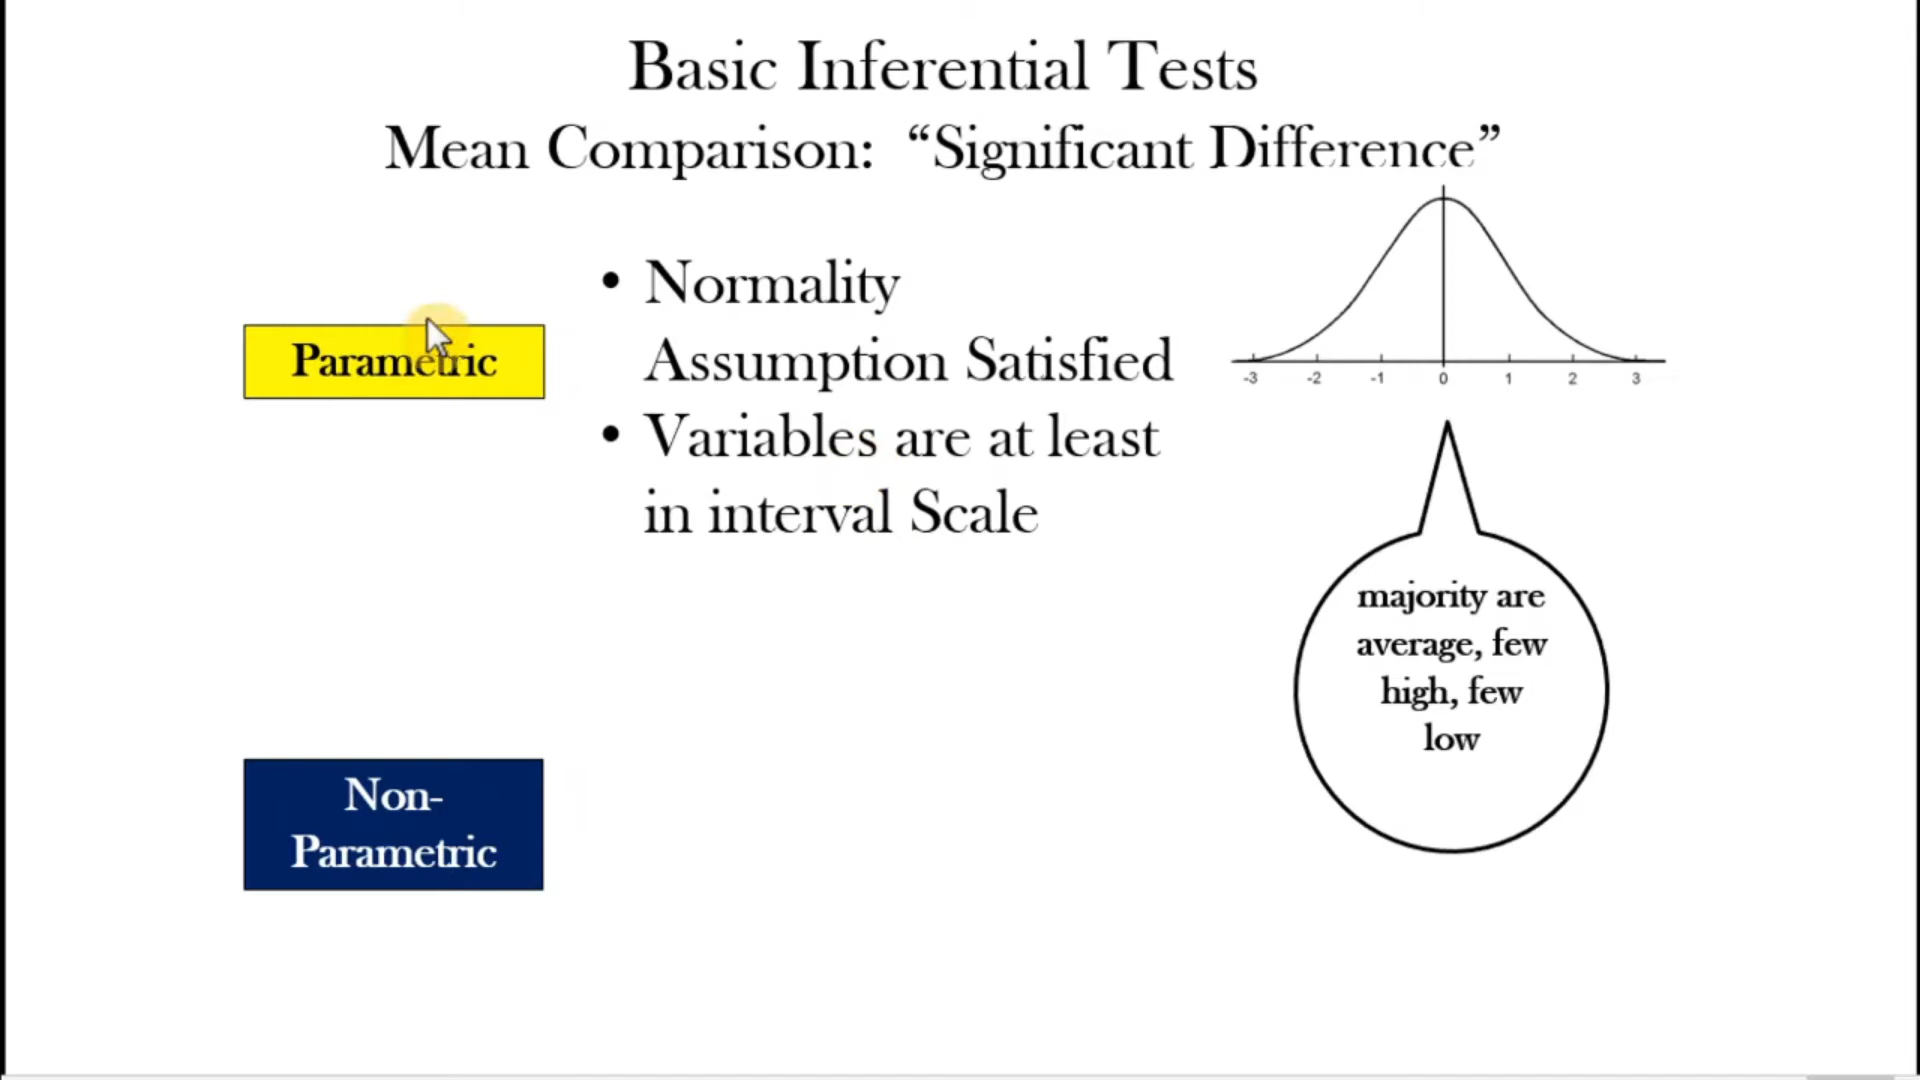 Basic Inferential Tests
Mean Comparison: “Significant Difference”
Parametric
• Normality
Assumption Satisfied
• Variables are at least
in interval Scale
-3 -2 -1 0 1 2 3
majority are
average, few
high, few
low
Non-
Parametric